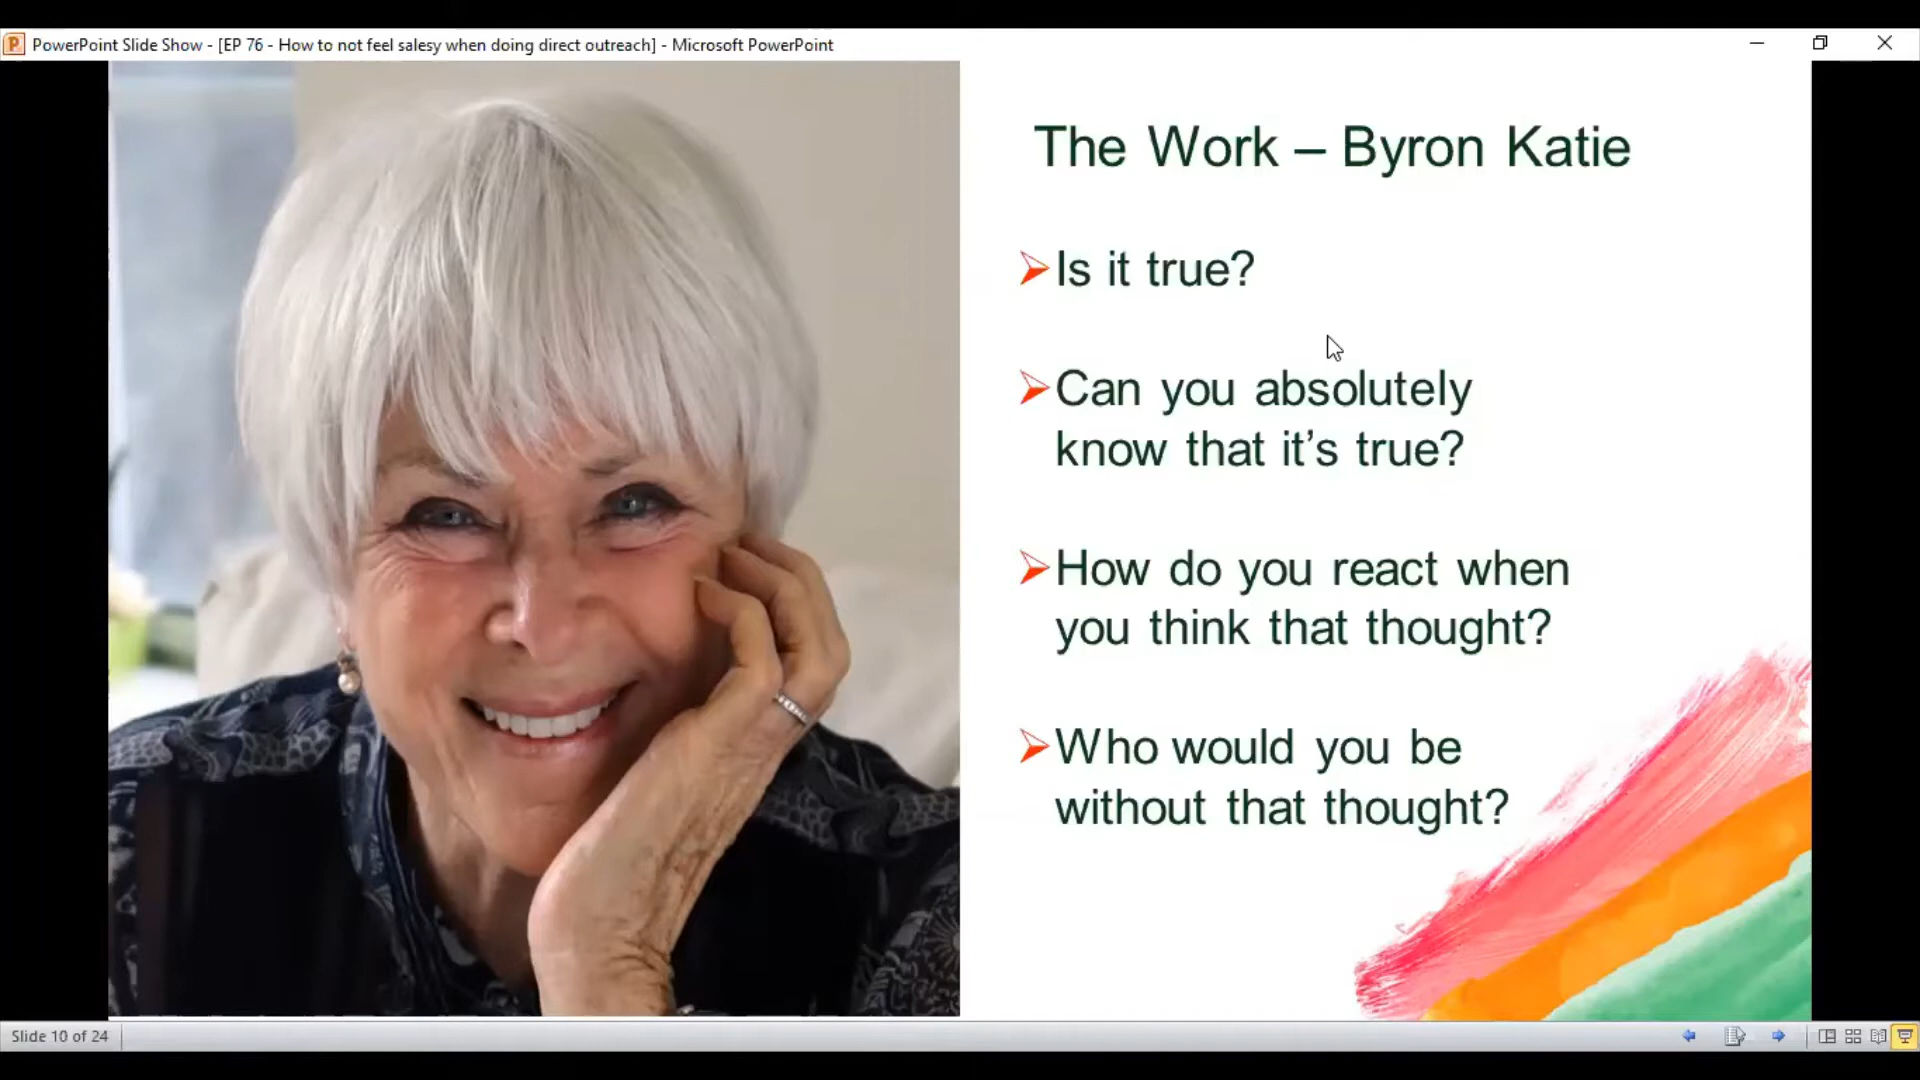 PowerPoint Slide Show - [EP 76 - How to not feel salesy when doing direct outreach] - Microsoft PowerPoint
The Work – Byron Katie
Is it true?
Can you absolutely
know that it’s true?
How do you react when
you think that thought?
Who would you be
without that thought?
Slide 10 of 24